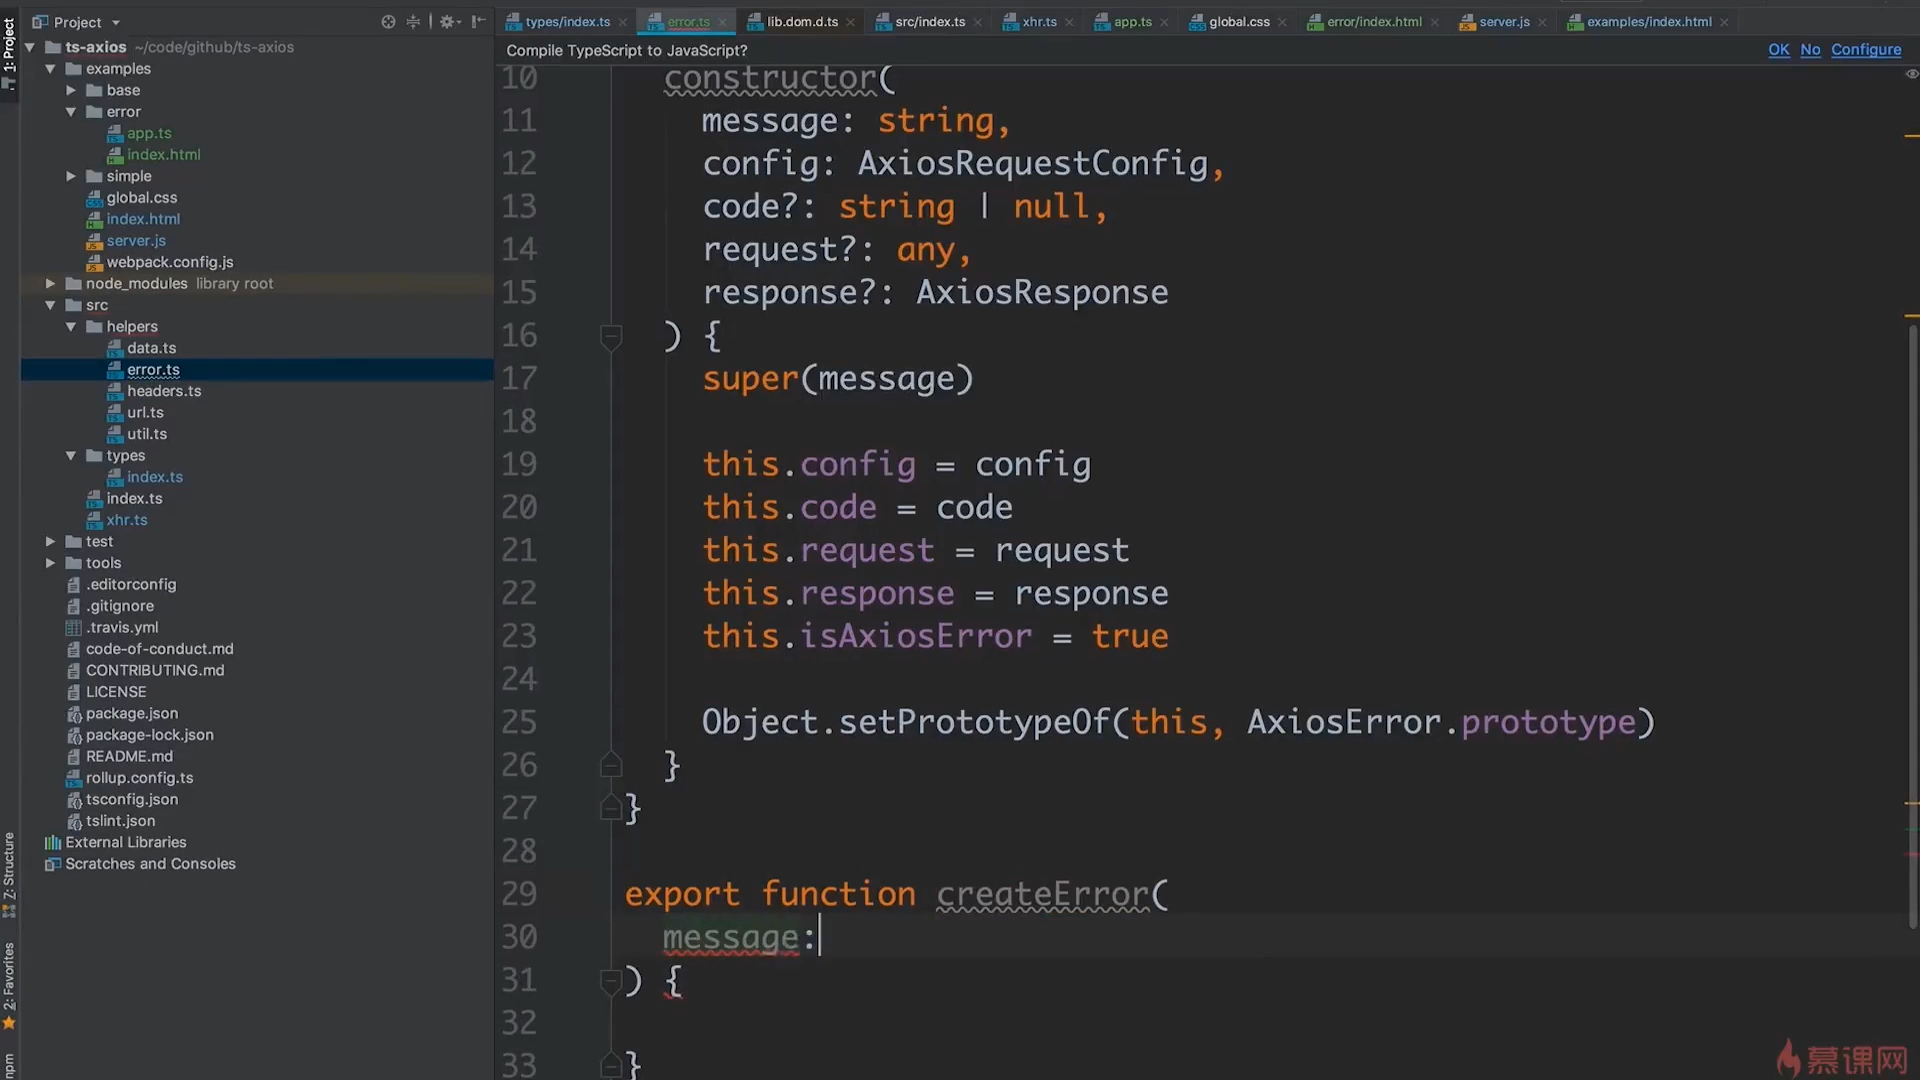 Project
types/index.ts
error.ts
lib.dom.d.ts
src/index.ts
xhr.ts
app.ts
global.css
error/index.html
server.js
examples/index.html
Compile TypeScript to JavaScript?
OK No Configure
1: Project
Z: Structure
2: Favorites
npm
ts-axios ~/code/github/ts-axios
examples
base
error
app.ts
index.html
simple
global.css
index.html
server.js
webpack.config.js
node_modules library root
src
helpers
data.ts
error.ts
headers.ts
url.ts
util.ts
types
index.ts
index.ts
xhr.ts
test
tools
.editorconfig
.gitignore
.travis.yml
code-of-conduct.md
CONTRIBUTING.md
LICENSE
package.json
package-lock.json
README.md
rollup.config.ts
tsconfig.json
tslint.json
External Libraries
Scratches and Consoles
10 constructor(
11 message: string,
12 config: AxiosRequestConfig,
13 code?: string | null,
14 request?: any,
15 response?: AxiosResponse
16 ) {
17 super(message)
18
19 this.config = config
20 this.code = code
21 this.request = request
22 this.response = response
23 this.isAxiosError = true
24
25 Object.setPrototypeOf(this, AxiosError.prototype)
26 }
27 }
28
29 export function createError(
30 message:
31 ) {
32
33 }
慕课网